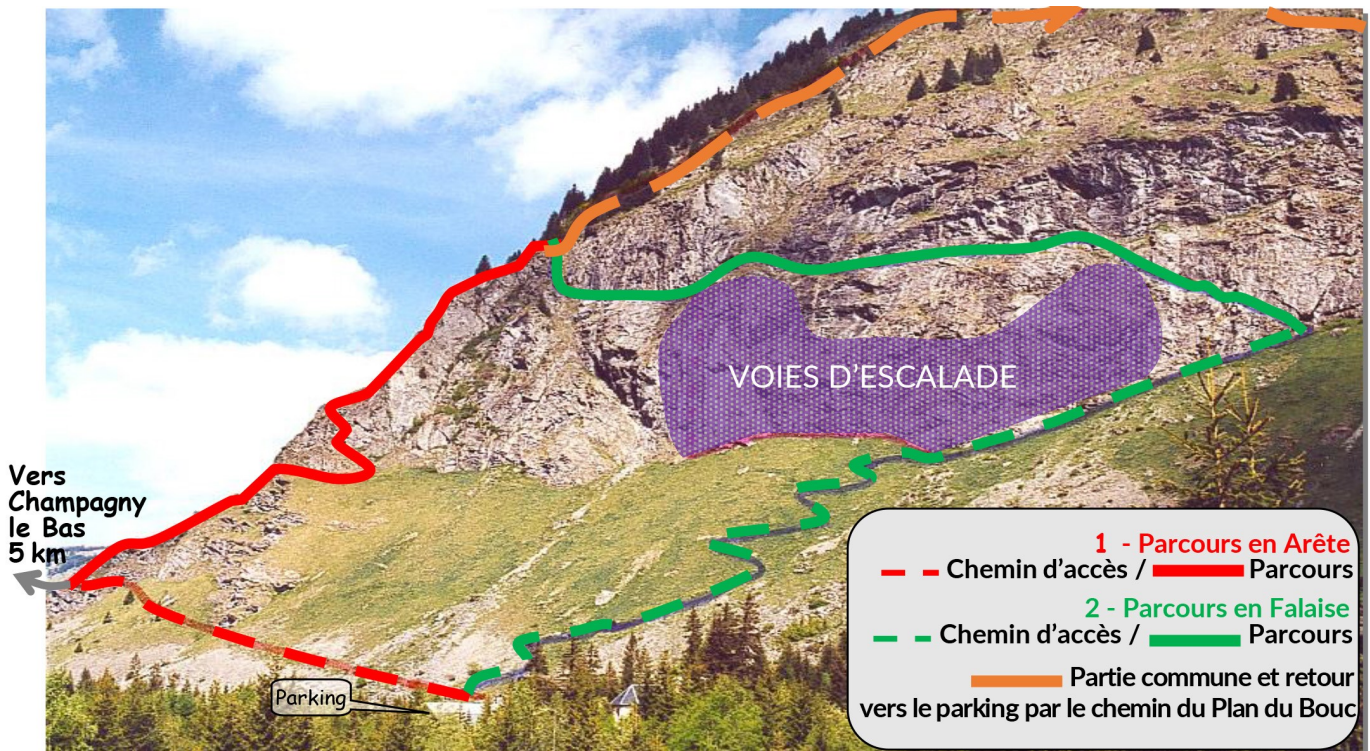 VOIES D'ESCALADE
Vers
Champagny
le Bas
5 km
Parking
1 - Parcours en Arête
Chemin d'accès / Parcours
2 - Parcours en Falaise
Chemin d'accès / Parcours
Partie commune et retour
vers le parking par le chemin du Plan du Bouc